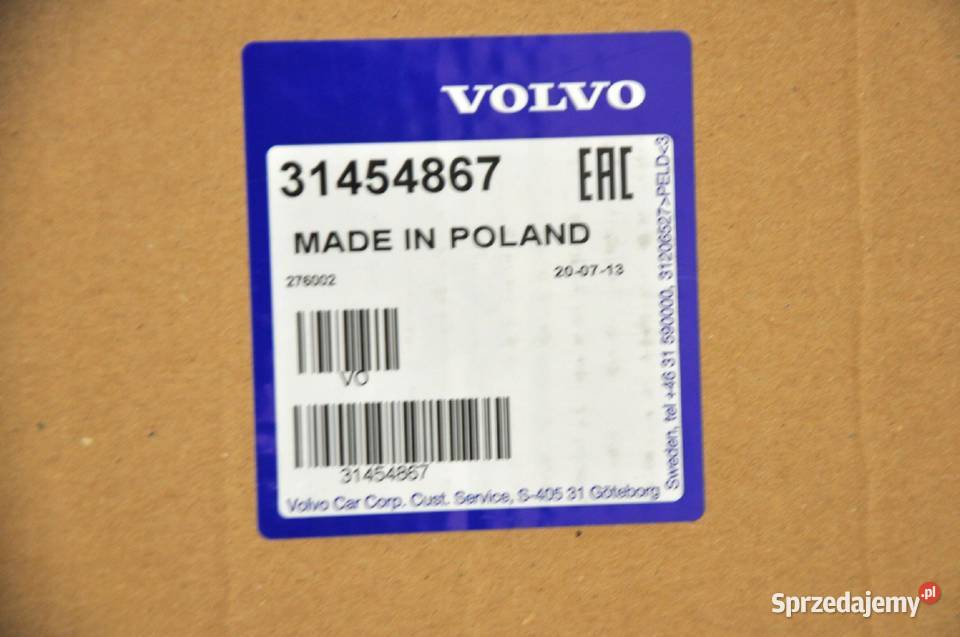 VOLVO
31454867 EAC
MADE IN POLAND
276002 20-07-13
VO
31454867
Volvo Car Corp. Cust. Service, S-405 31 Göteborg
Sweden, tel +46 31 590000, 31206527>PELD<3
Sprzedajemy.pl